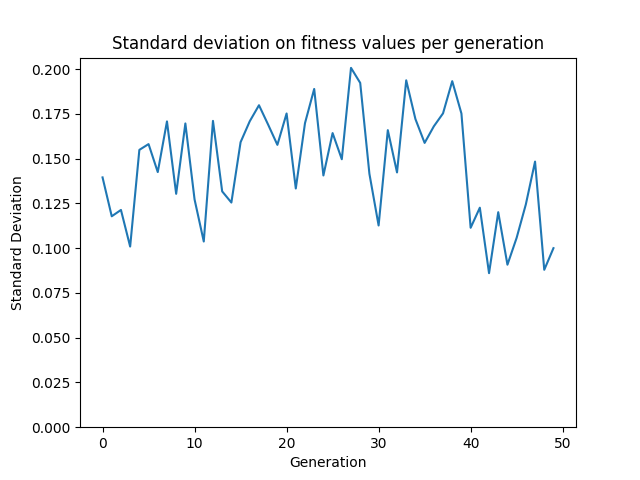 Standard deviation on fitness values per generation
0.200
0.175
0.150
0.125
0.100
0.075
0.050
0.025
0.000
Standard Deviation
0 10 20 30 40 50
Generation